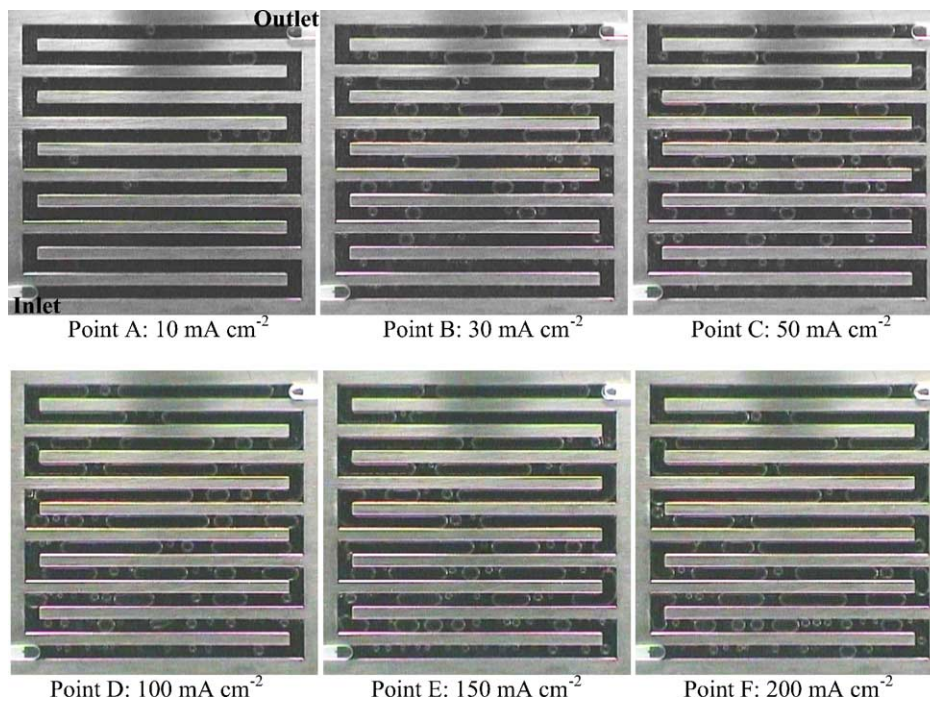 Outlet
Inlet
Point A: 10 mA cm⁻²
Point B: 30 mA cm⁻²
Point C: 50 mA cm⁻²
Point D: 100 mA cm⁻²
Point E: 150 mA cm⁻²
Point F: 200 mA cm⁻²